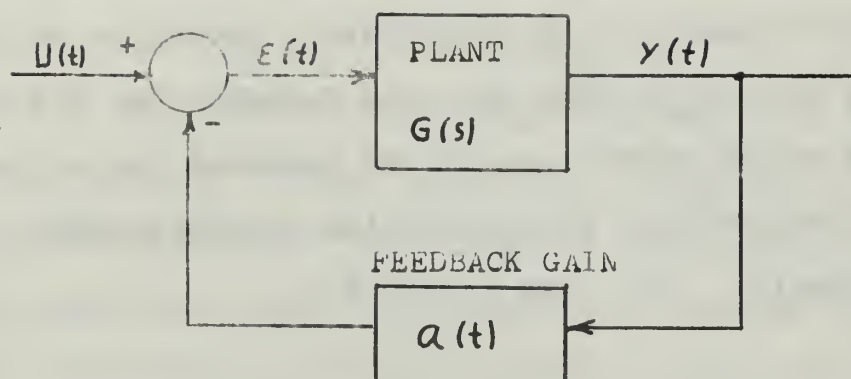 U(t) + ε(t) PLANT Y(t)
G(s)
-
FEEDBACK GAIN
a(t)